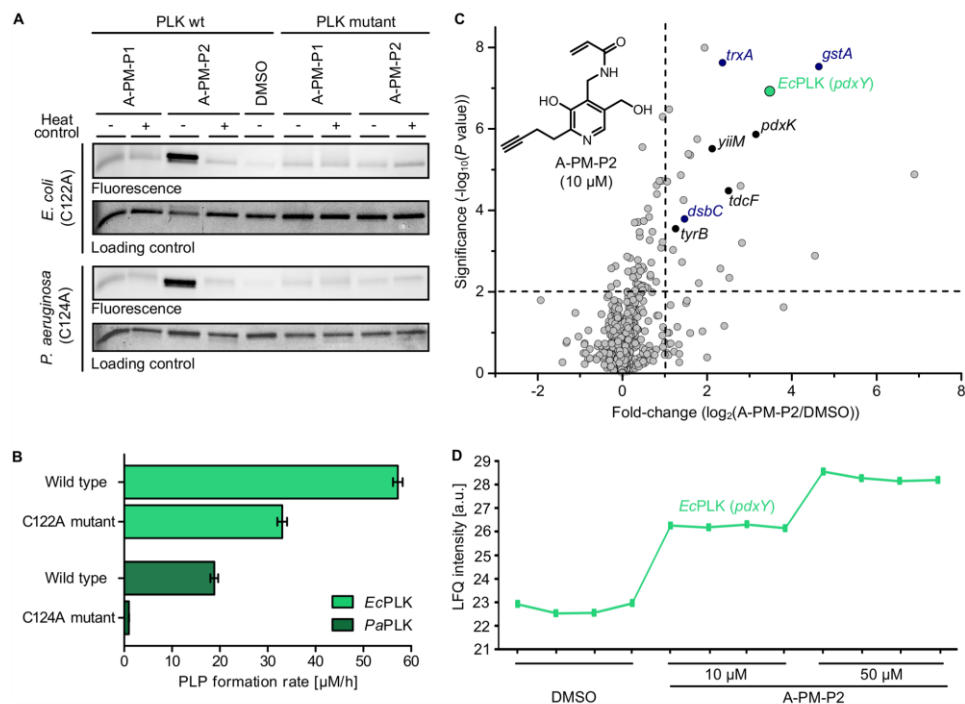 A
PLK wt
PLK mutant
A-PM-P1
A-PM-P2
DMSO
A-PM-P1
A-PM-P2
Heat control
- + - + - - + - +
E. coli (C122A)
Fluorescence
Loading control
P. aeruginosa (C124A)
Fluorescence
Loading control
B
Wild type
C122A mutant
Wild type
C124A mutant
EcPLK
PaPLK
0 10 20 30 40 50 60
PLP formation rate [µM/h]
C
Significance (-log₁₀(P value))
8
6
4
2
0
-2 0 2 4 6 8
Fold-change (log₂(A-PM-P2/DMSO))
O
NH
HO
OH
N
A-PM-P2
(10 µM)
trxA
gstA
EcPLK (pdxY)
pdxK
yiiM
tdcF
dsbC
tyrB
D
LFQ intensity [a.u.]
29
28
27
26
25
24
23
22
21
EcPLK (pdxY)
10 µM
50 µM
DMSO
A-PM-P2